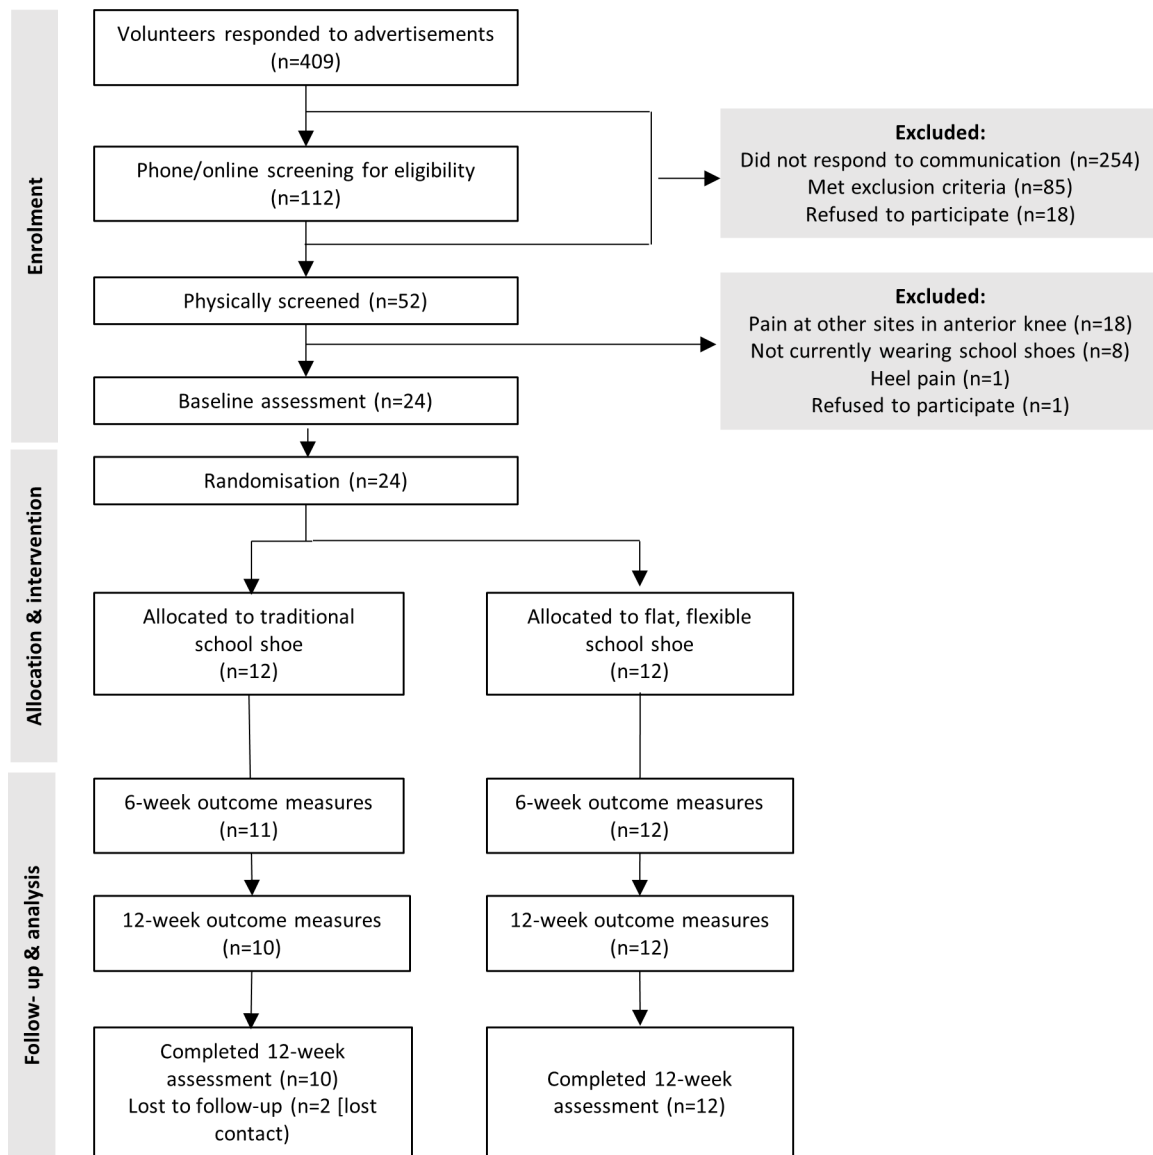 Enrolment
Volunteers responded to advertisements
(n=409)
Phone/online screening for eligibility
(n=112)
Excluded:
Did not respond to communication (n=254)
Met exclusion criteria (n=85)
Refused to participate (n=18)
Physically screened (n=52)
Excluded:
Pain at other sites in anterior knee (n=18)
Not currently wearing school shoes (n=8)
Heel pain (n=1)
Refused to participate (n=1)
Baseline assessment (n=24)
Allocation & intervention
Randomisation (n=24)
Allocated to traditional
school shoe
(n=12)
Allocated to flat, flexible
school shoe
(n=12)
Follow- up & analysis
6-week outcome measures
(n=11)
6-week outcome measures
(n=12)
12-week outcome measures
(n=10)
12-week outcome measures
(n=12)
Completed 12-week
assessment (n=10)
Lost to follow-up (n=2 [lost
contact)
Completed 12-week
assessment (n=12)